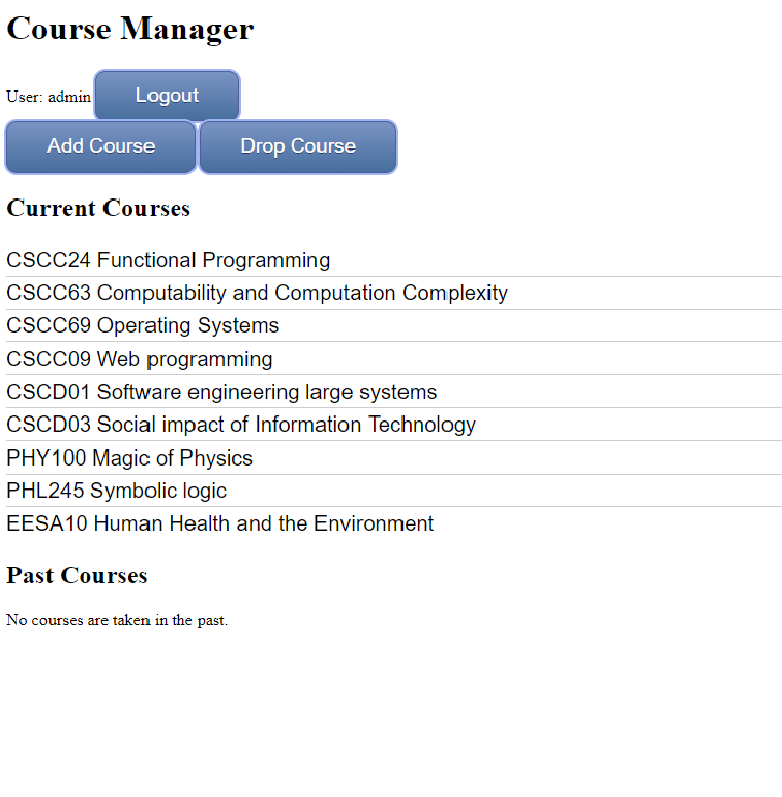 Course Manager
User: admin Logout
Add Course Drop Course
Current Courses
CSCC24 Functional Programming
CSCC63 Computability and Computation Complexity
CSCC69 Operating Systems
CSCC09 Web programming
CSCD01 Software engineering large systems
CSCD03 Social impact of Information Technology
PHY100 Magic of Physics
PHL245 Symbolic logic
EESA10 Human Health and the Environment
Past Courses
No courses are taken in the past.